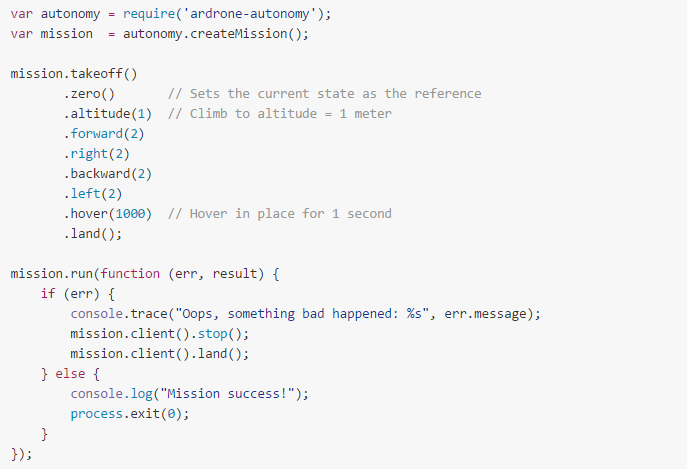 var autonomy = require('ardrone-autonomy');
var mission  = autonomy.createMission();

mission.takeoff()
       .zero()       // Sets the current state as the reference
       .altitude(1)  // Climb to altitude = 1 meter
       .forward(2)
       .right(2)
       .backward(2)
       .left(2)
       .hover(1000)  // Hover in place for 1 second
       .land();

mission.run(function (err, result) {
    if (err) {
        console.trace("Oops, something bad happened: %s", err.message);
        mission.client().stop();
        mission.client().land();
    } else {
        console.log("Mission success!");
        process.exit(0);
    }
});